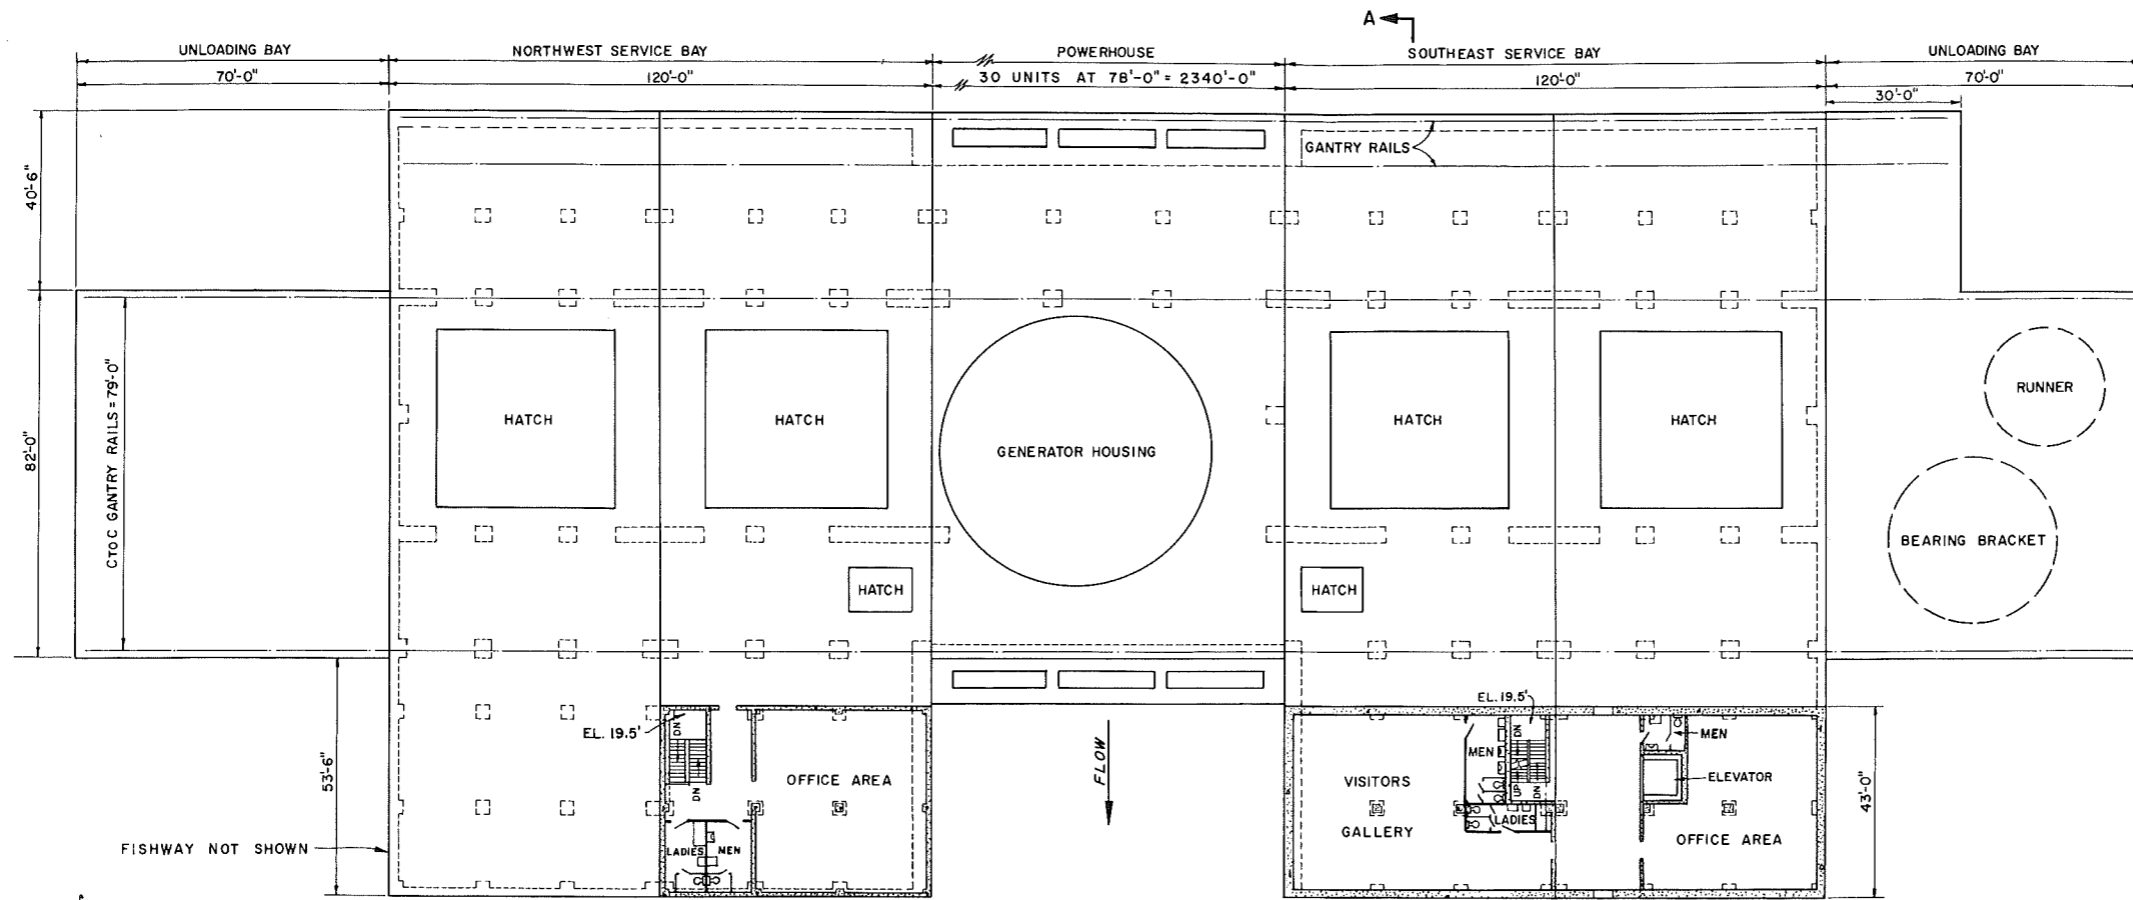 A
UNLOADING BAY
NORTHWEST SERVICE BAY
POWERHOUSE
SOUTHEAST SERVICE BAY
UNLOADING BAY
70'-0"
120'-0"
30 UNITS AT 78'-0" = 2340'-0"
120'-0"
70'-0"
30'-0"
GANTRY RAILS
40'-6"
82'-0"
C TO C GANTRY RAILS = 79'-0"
HATCH
HATCH
GENERATOR HOUSING
HATCH
HATCH
RUNNER
BEARING BRACKET
HATCH
HATCH
EL. 19.5'
DN
DN
OFFICE AREA
LADIES
MEN
53'-6"
FISHWAY NOT SHOWN
FLOW
EL. 19.5'
DN
MEN
UP
DN
VISITORS
GALLERY
LADIES
MEN
ELEVATOR
OFFICE AREA
43'-0"